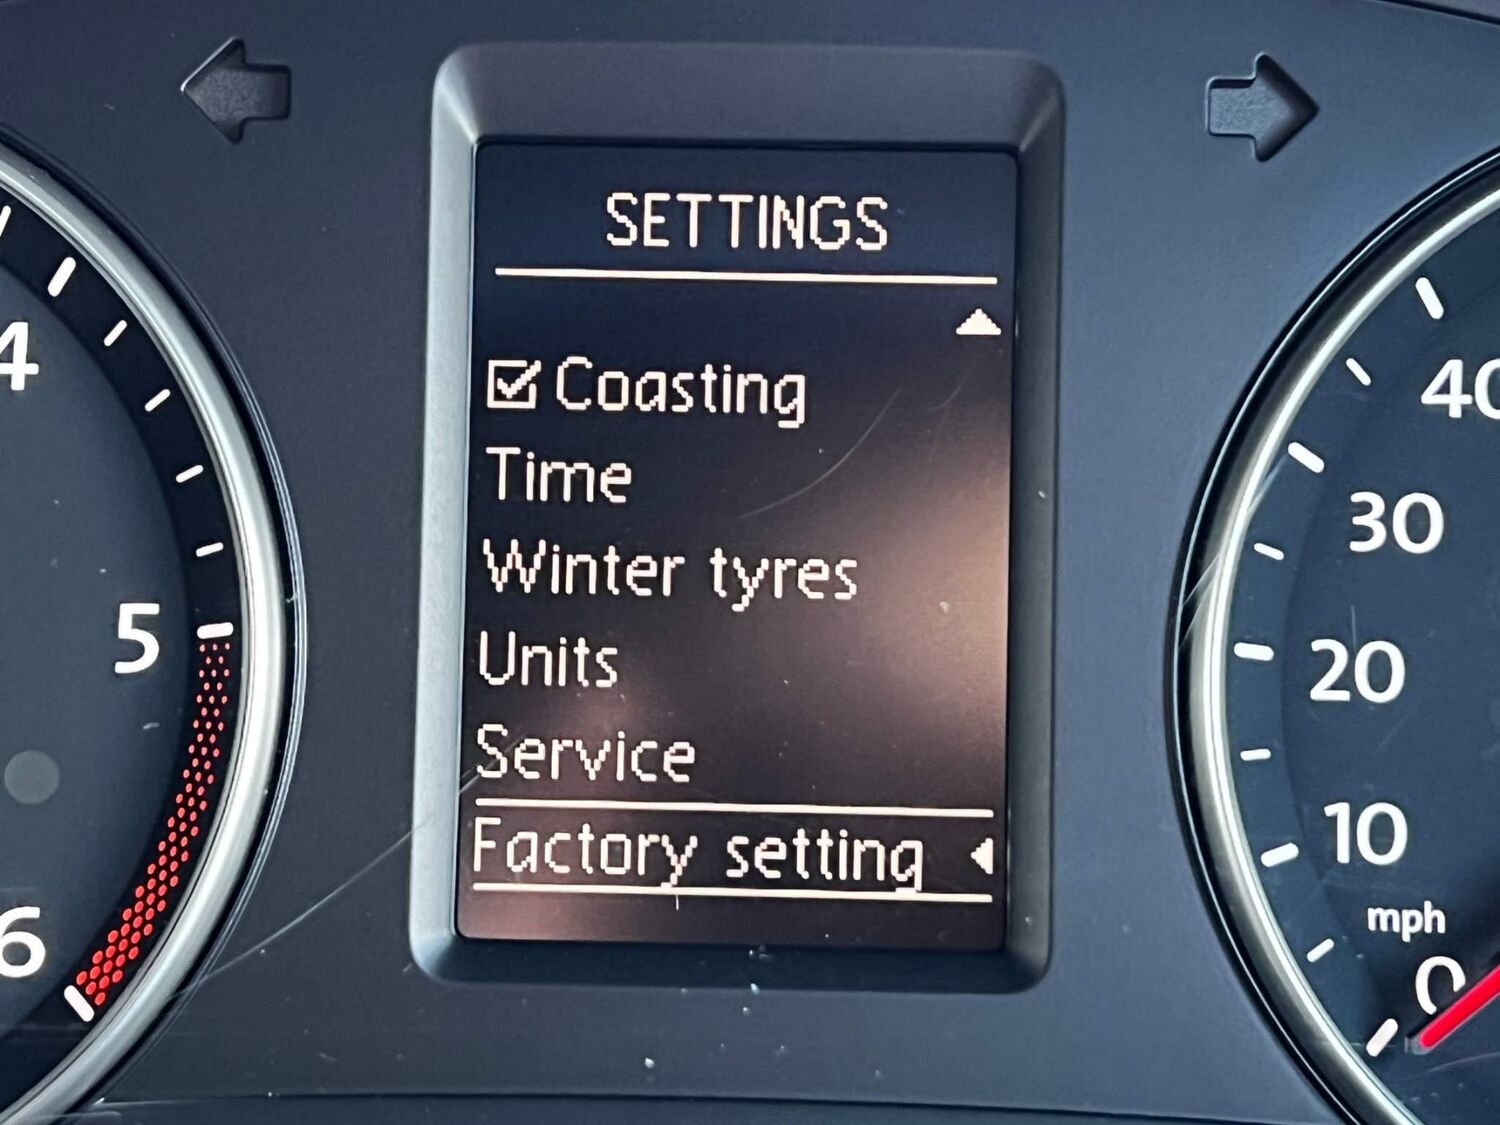 SETTINGS
Coasting
Time
Winter tyres
Units
Service
Factory setting
4
5
6
40
30
20
10
mph
0